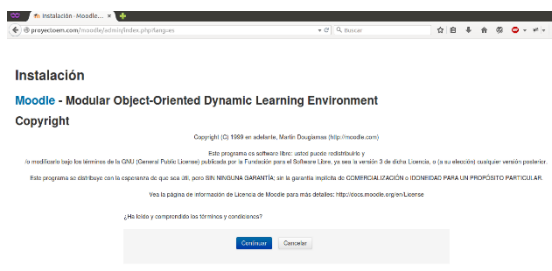 Instalación - Moodle...
proyectoem.com/moodle/admin/index.php?lang=es
Buscar
Instalación
Moodle - Modular Object-Oriented Dynamic Learning Environment
Copyright
Copyright (C) 1999 en adelante, Martin Dougiamas (http://moodle.com)
Este programa es software libre: usted puede redistribuirlo y
/o modificarlo bajo los términos de la GNU (General Public License) publicada por la Fundación para el Software Libre, ya sea la versión 3 de dicha Licencia, o (a su elección) cualquier versión posterior.
Este programa se distribuye con la esperanza de que sea útil, pero SIN NINGUNA GARANTÍA; sin la garantía implícita de COMERCIALIZACIÓN o IDONEIDAD PARA UN PROPÓSITO PARTICULAR.
Vea la página de información de Licencia de Moodle para más detalles: http://docs.moodle.org/en/License
¿Ha leído y comprendido los términos y condiciones?
Continuar Cancelar